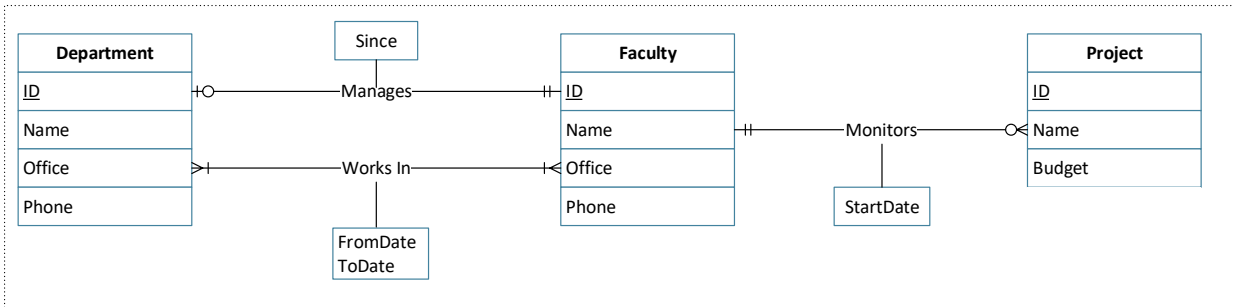 Since
Department
Faculty
Project
ID
Manages
ID
ID
Name
Name
Monitors
Name
Office
Works In
Office
Budget
Phone
Phone
StartDate
FromDate
ToDate